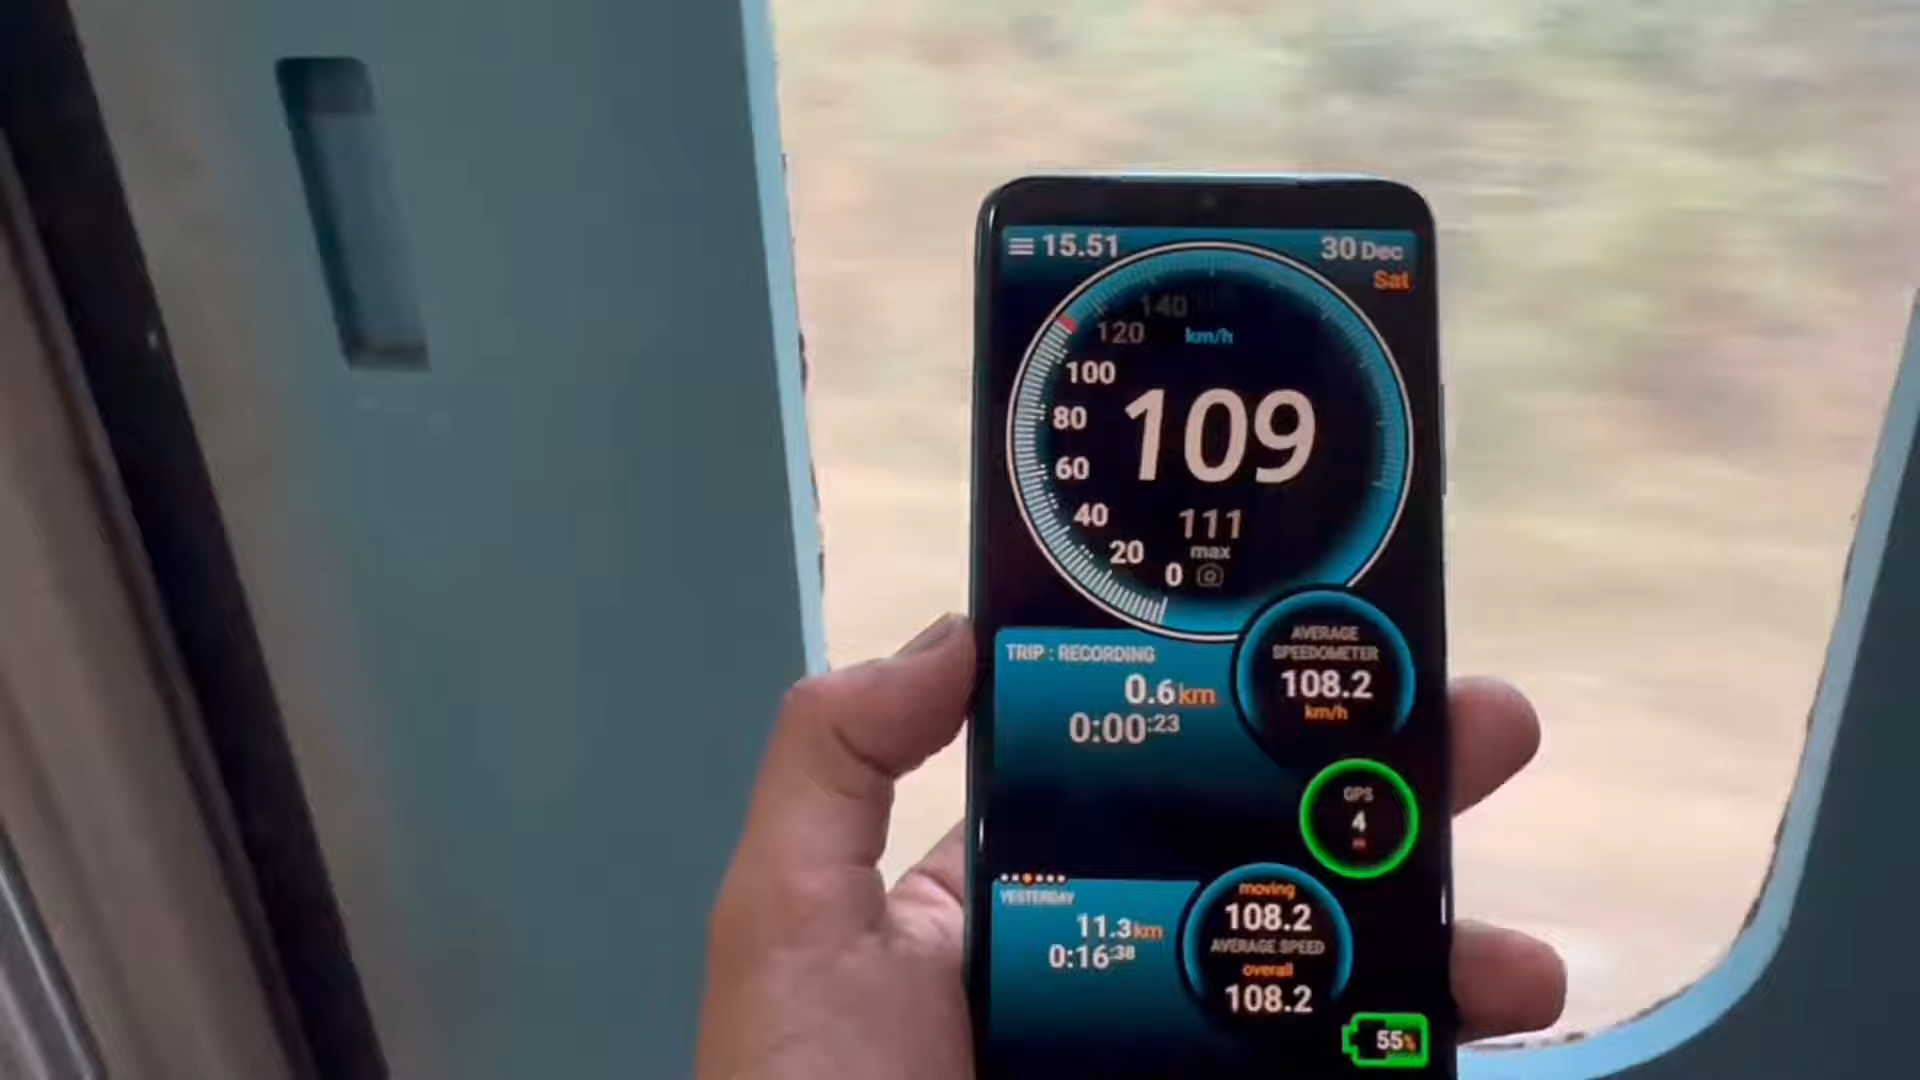 15.51
30 Dec
Sat
140
120
km/h
100
80
109
60
40
111
20
max
0
AVERAGE
SPEEDOMETER
108.2
km/h
TRIP : RECORDING
0.6km
0:00:23
GPS
4
m
YESTERDAY
11.3km
0:16:38
moving
108.2
AVERAGE SPEED
overall
108.2
55%